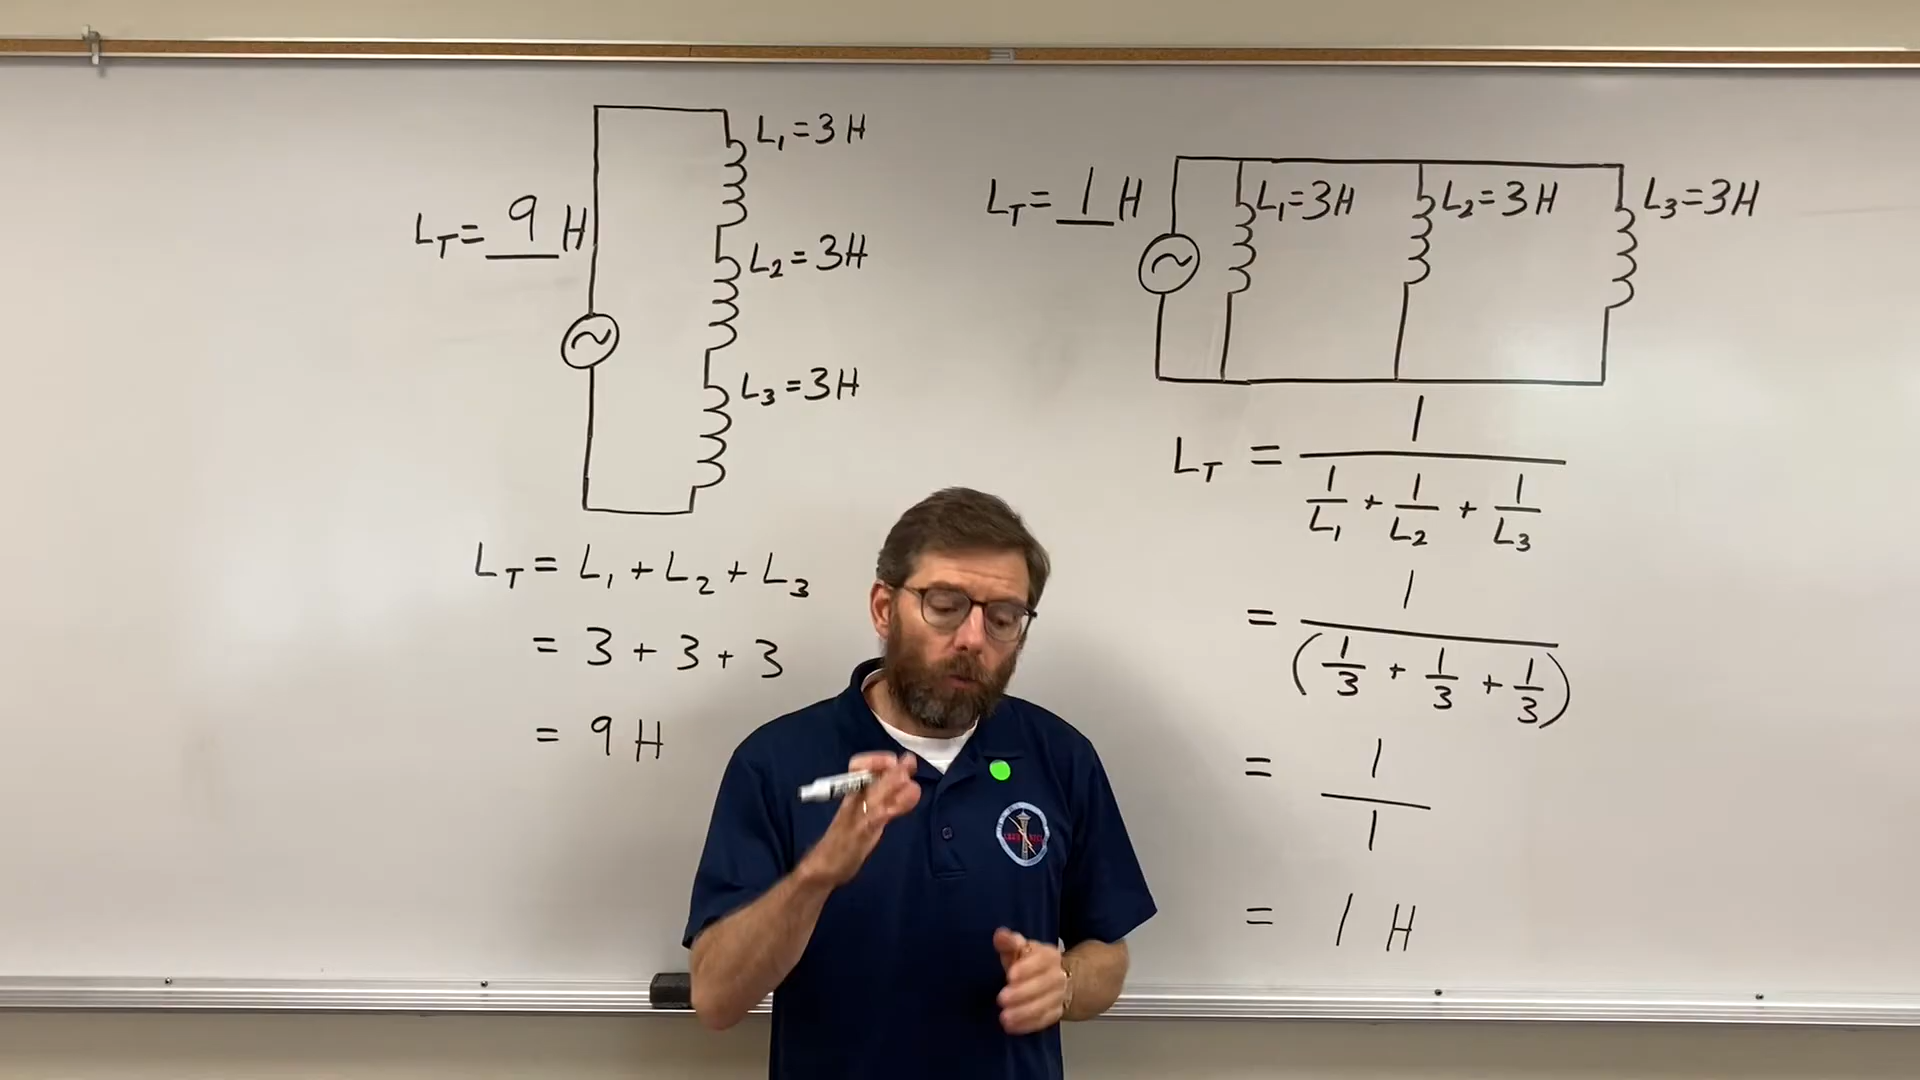 L₁=3H
L_T= 9 H
L₂=3H
L₃=3H
L_T = L₁ + L₂ + L₃
= 3 + 3 + 3
= 9 H
L_T= 1 H
L₁=3H
L₂=3H
L₃=3H
L_T = 1
1/L₁ + 1/L₂ + 1/L₃
= 1
(1/3 + 1/3 + 1/3)
= 1/1
= 1 H